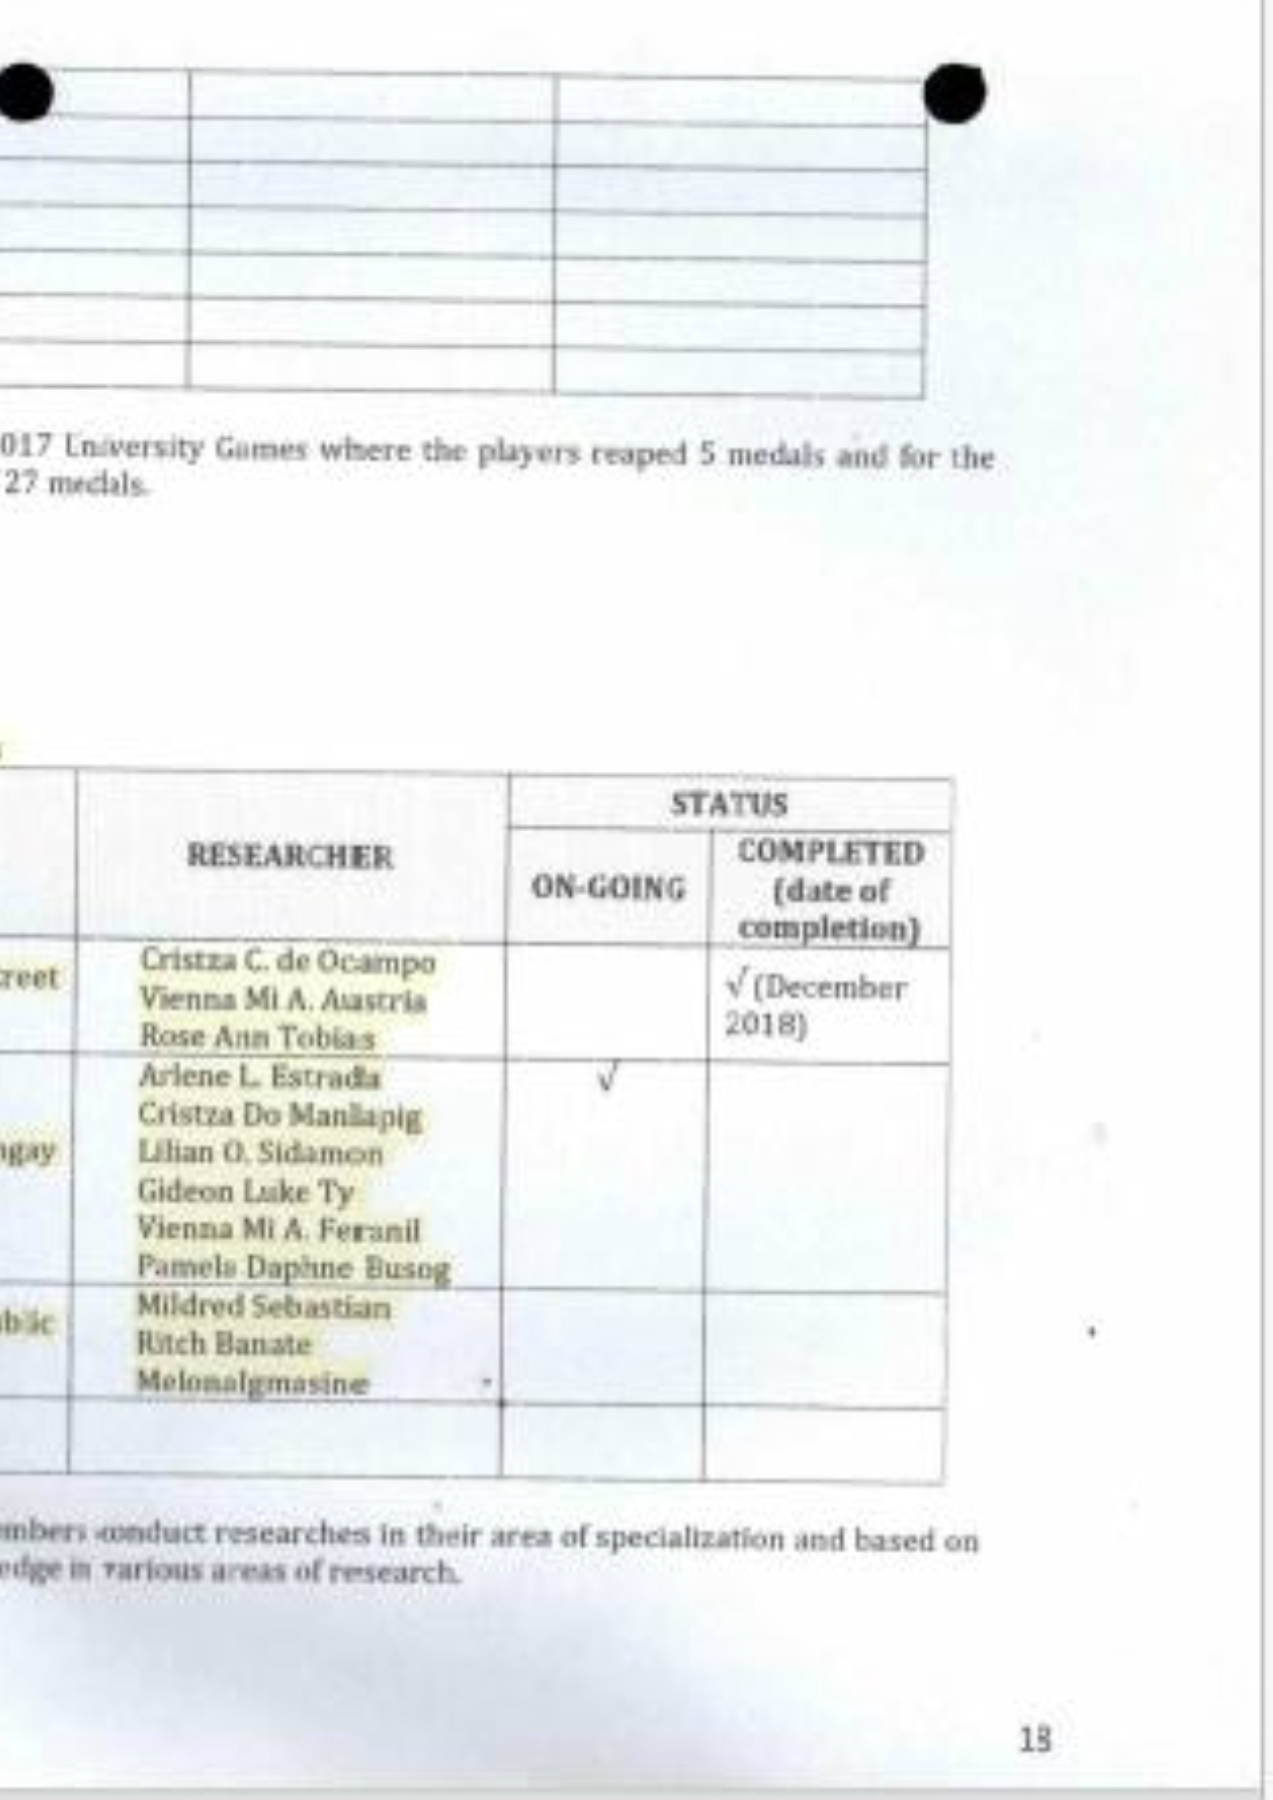 017 University Games where the players reaped 5 medals and for the
27 medals.
STATUS
RESEARCHER
COMPLETED
ON-GOING
(date of
completion)
Cristza C. de Ocampo
reet
Vienna Mi A. Austria
√ (December
Rose Ann Tobias
2018)
Arlene L. Estrada
√
Cristza Do Manlapig
ngay
Lilian O. Sidamon
Gideon Luke Ty
Vienna Mi A. Feranil
Pamela Daphne Busog
Mildred Sebastian
blic
Ritch Banate
Melonalgmasine
mbers conduct researches in their area of specialization and based on
edge in various areas of research.